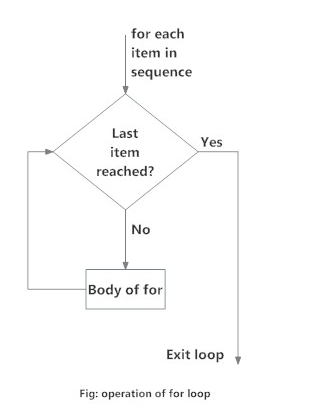 for each
item in
sequence
Last
item
reached?
Yes
No
Body of for
Exit loop
Fig: operation of for loop